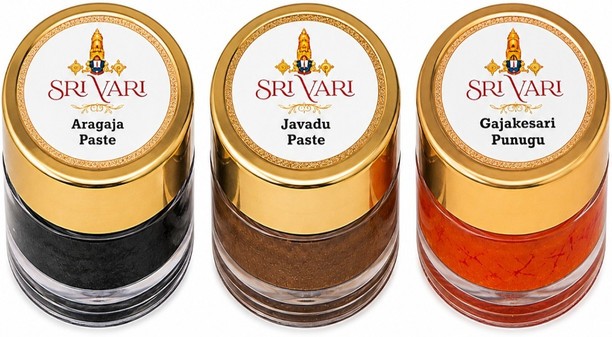 SRI VARI
Aragaja
Paste
SRI VARI
Javadu
Paste
SRI VARI
Gajakesari
Punugu